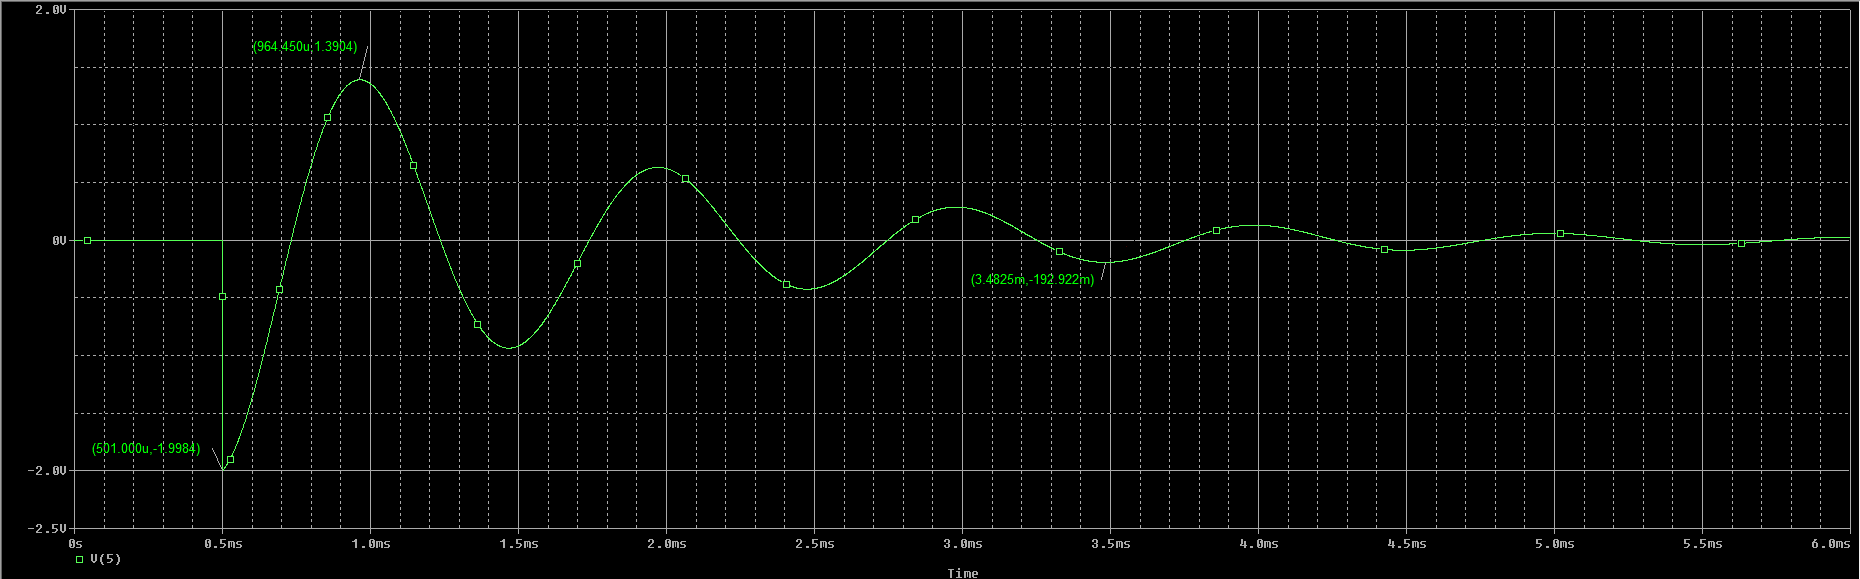 2.0V
(964.450u,1.3904)
0V
(3.4825m,-192.922m)
(501.000u,-1.9984)
-2.0V
-2.5V
0s 0.5ms 1.0ms 1.5ms 2.0ms 2.5ms 3.0ms 3.5ms 4.0ms 4.5ms 5.0ms 5.5ms 6.0ms
V(5)
Time